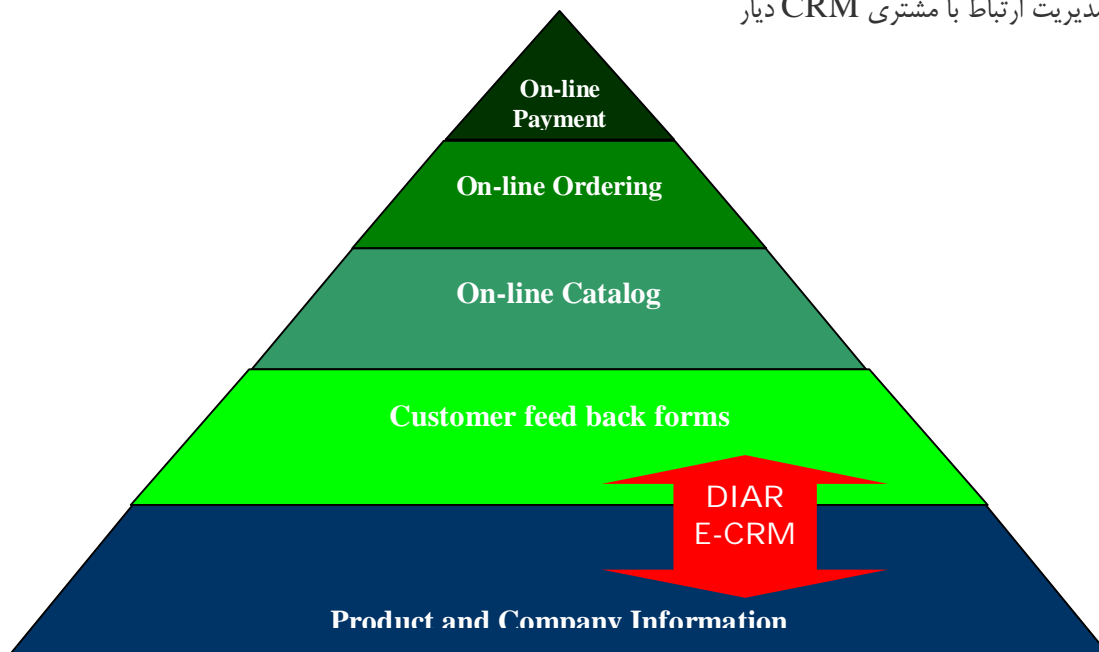 مدیریت ارتباط با مشتری CRM دیار
On-line
Payment
On-line Ordering
On-line Catalog
Customer feed back forms
DIAR
E-CRM
Product and Company Information